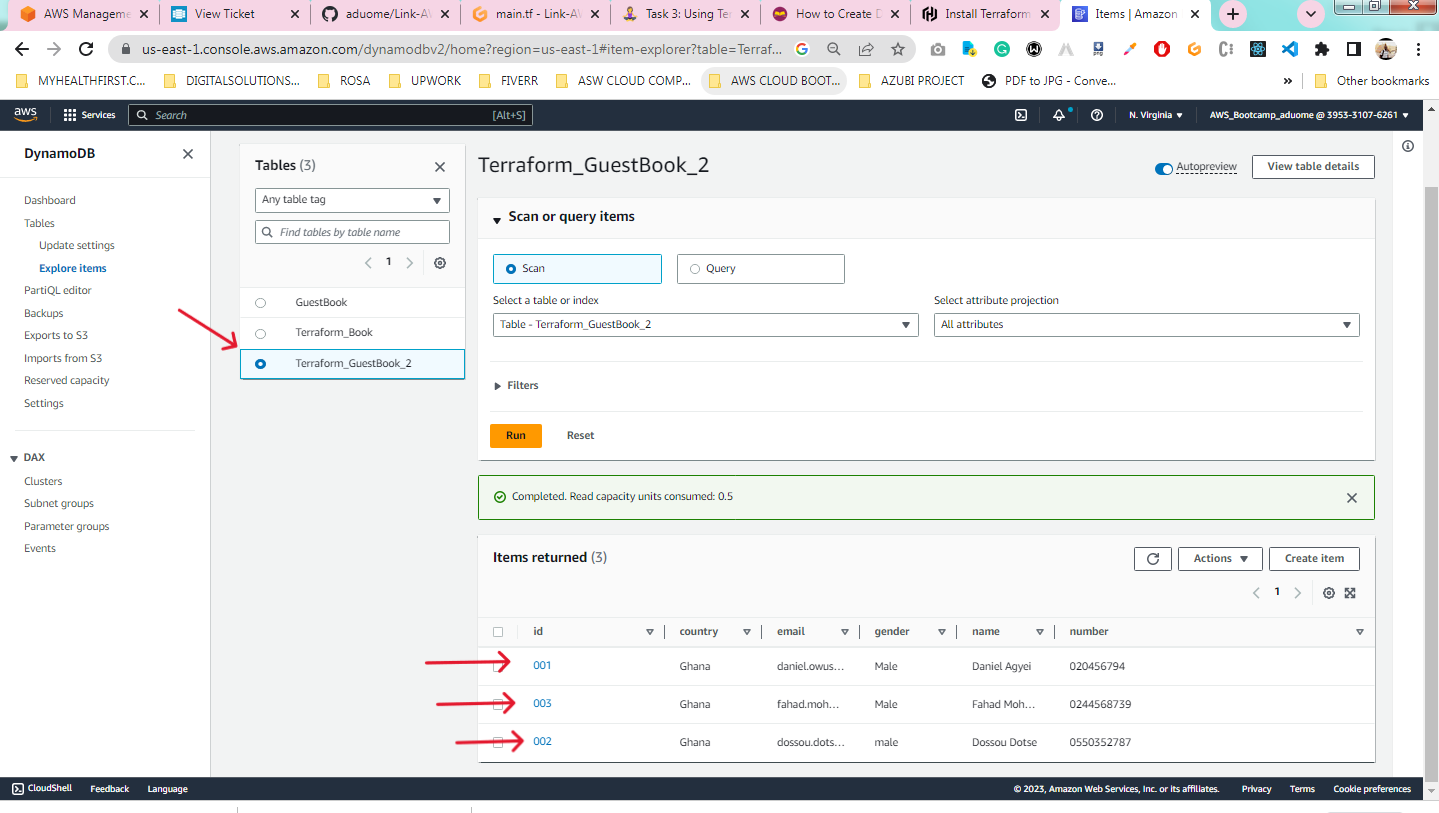 AWS Manageme
View Ticket
aduome/Link-AV
main.tf - Link-AW
Task 3: Using Ter
How to Create D
Install Terraform
Items | Amazon
us-east-1.console.aws.amazon.com/dynamodbv2/home?region=us-east-1#item-explorer?table=Terraf...
MYHEALTHFIRST.C...
DIGITALSOLUTIONS...
ROSA
UPWORK
FIVERR
ASW CLOUD COMP...
AWS CLOUD BOOT...
AZUBI PROJECT
PDF to JPG - Conve...
»
Other bookmarks
aws
Services
Search
[Alt+S]
N. Virginia
AWS_Bootcamp_aduome @ 3953-3107-6261
DynamoDB
Dashboard
Tables
Update settings
Explore items
PartiQL editor
Backups
Exports to S3
Imports from S3
Reserved capacity
Settings
DAX
Clusters
Subnet groups
Parameter groups
Events
Tables (3)
Any table tag
Find tables by table name
1
GuestBook
Terraform_Book
Terraform_GuestBook_2
Terraform_GuestBook_2
Autopreview
View table details
Scan or query items
Scan
Query
Select a table or index
Select attribute projection
Table - Terraform_GuestBook_2
All attributes
Filters
Run
Reset
Completed. Read capacity units consumed: 0.5
Items returned (3)
Actions
Create item
1
id country email gender name number
001 Ghana daniel.owus... Male Daniel Agyei 020456794
003 Ghana fahad.moh... Male Fahad Moh... 0244568739
002 Ghana dossou.dots... male Dossou Dotse 0550352787
CloudShell
Feedback
Language
© 2023, Amazon Web Services, Inc. or its affiliates.
Privacy
Terms
Cookie preferences